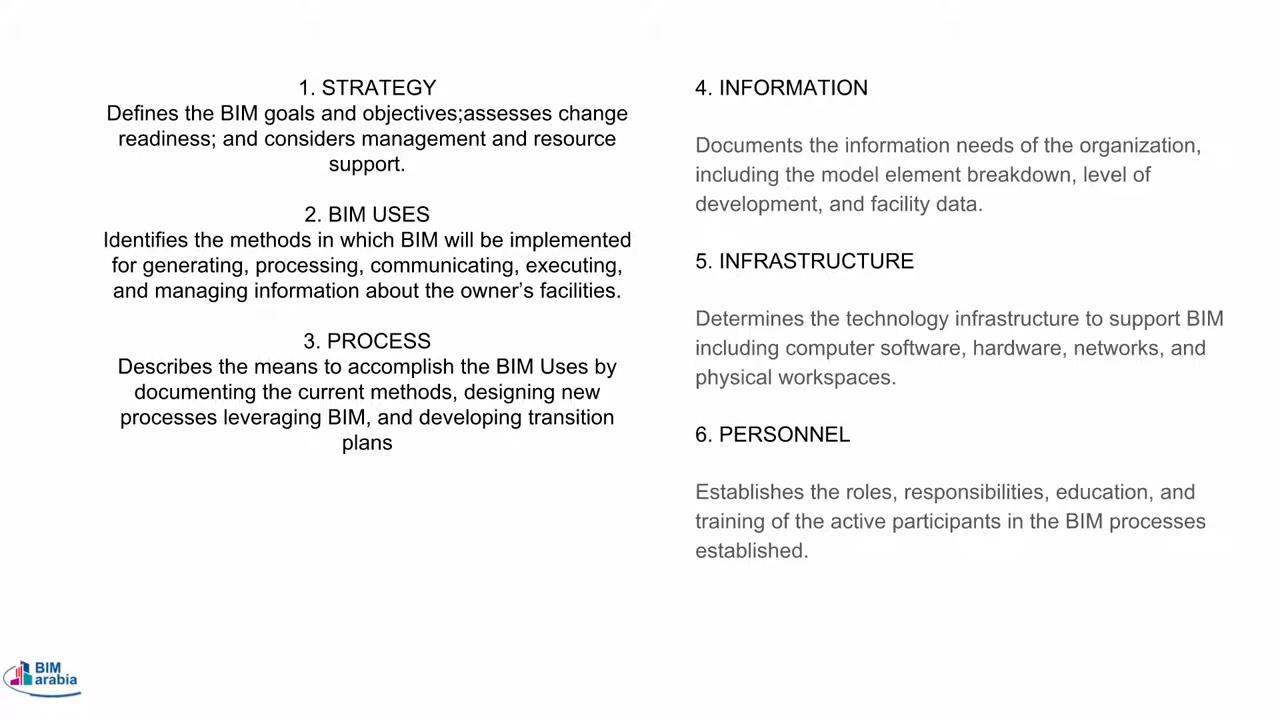 1. STRATEGY
Defines the BIM goals and objectives;assesses change
readiness; and considers management and resource
support.
2. BIM USES
Identifies the methods in which BIM will be implemented
for generating, processing, communicating, executing,
and managing information about the owner’s facilities.
3. PROCESS
Describes the means to accomplish the BIM Uses by
documenting the current methods, designing new
processes leveraging BIM, and developing transition
plans
4. INFORMATION
Documents the information needs of the organization,
including the model element breakdown, level of
development, and facility data.
5. INFRASTRUCTURE
Determines the technology infrastructure to support BIM
including computer software, hardware, networks, and
physical workspaces.
6. PERSONNEL
Establishes the roles, responsibilities, education, and
training of the active participants in the BIM processes
established.
BIM
arabia